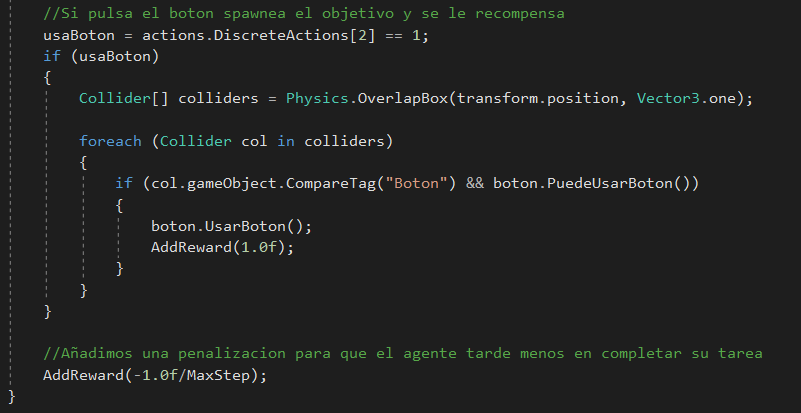 //Si pulsa el boton spawnea el objetivo y se le recompensa
usaBoton = actions.DiscreteActions[2] == 1;
if (usaBoton)
{
Collider[] colliders = Physics.OverlapBox(transform.position, Vector3.one);
foreach (Collider col in colliders)
{
if (col.gameObject.CompareTag("Boton") && boton.PuedeUsarBoton())
{
boton.UsarBoton();
AddReward(1.0f);
}
}
}
//Añadimos una penalizacion para que el agente tarde menos en completar su tarea
AddReward(-1.0f/MaxStep);
}